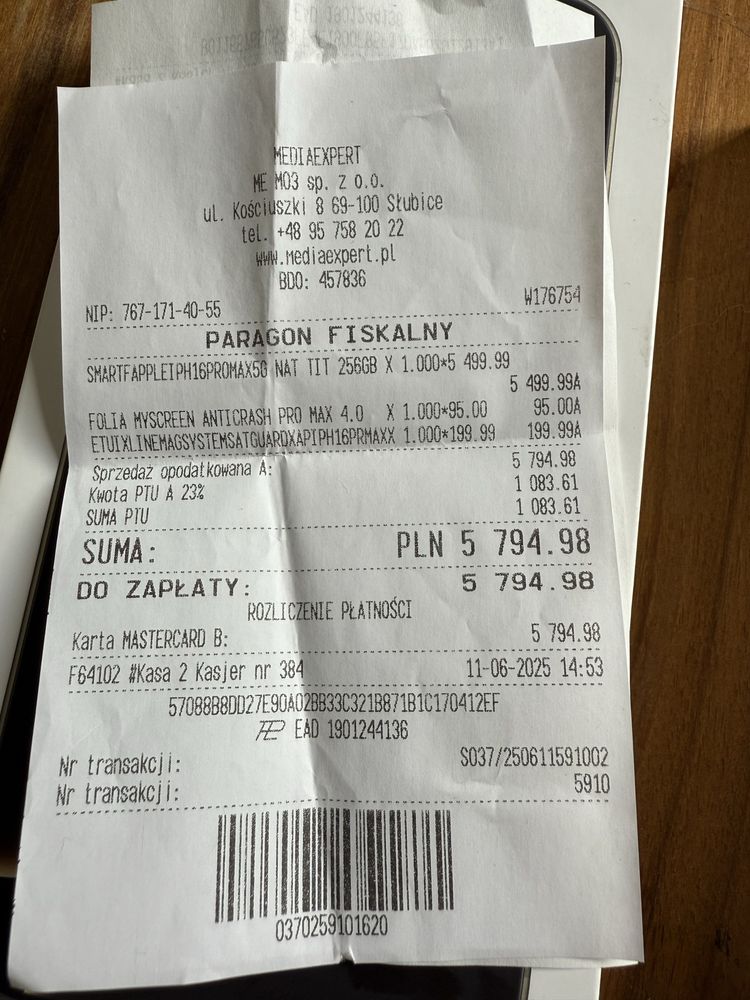 MEDIAEXPERT
ME M03 sp. z o.o.
ul. Kościuszki 8 69-100 Słubice
tel. +48 95 758 20 22
www.mediaexpert.pl
BDO: 457836
NIP: 767-171-40-55 W176754
PARAGON FISKALNY
SMARTFAPPLEIPH16PROMAX5G NAT TIT 256GB X 1.000*5 499.99
5 499.99A
FOLIA MYSCREEN ANTICRASH PRO MAX 4.0 X 1.000*95.00 95.00A
ETUIXLINEMAGSYSTEMSATGUARDXAPIPH16PRMAXX 1.000*199.99 199.99A
Sprzedaż opodatkowana A: 5 794.98
Kwota PTU A 23% 1 083.61
SUMA PTU 1 083.61
SUMA: PLN 5 794.98
DO ZAPŁATY: 5 794.98
ROZLICZENIE PŁATNOŚCI
Karta MASTERCARD B: 5 794.98
F64102 #Kasa 2 Kasjer nr 384 11-06-2025 14:53
57088B8DD27E90A02BB33C321B871B1C170412EF
EAD 1901244136
Nr transakcji: S037/250611591002
Nr transakcji: 5910
0370259101620